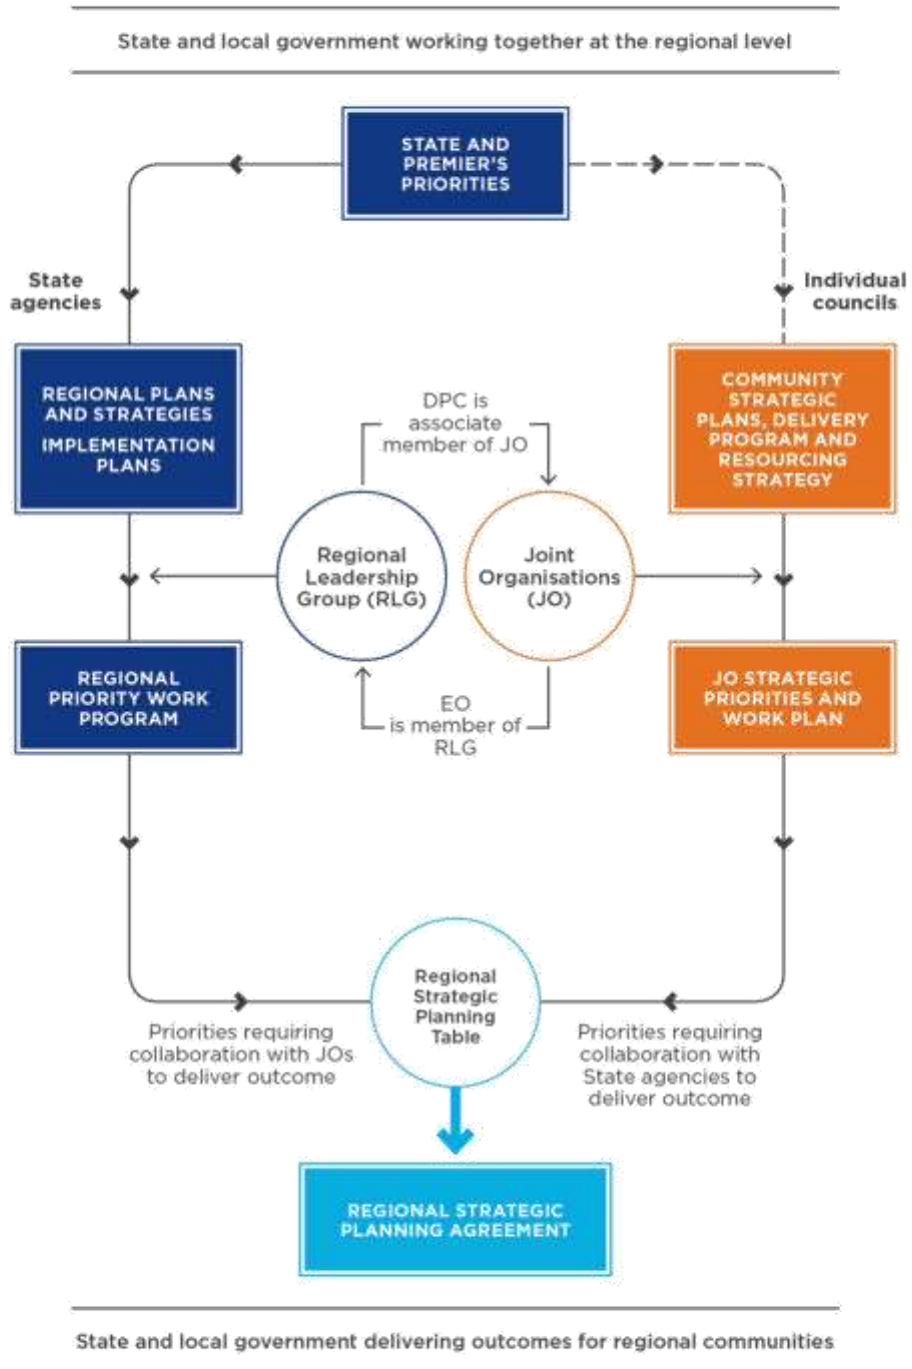 State and local government working together at the regional level
STATE AND
PREMIER'S
PRIORITIES
State
agencies
Individual
councils
REGIONAL PLANS
AND STRATEGIES
IMPLEMENTATION
PLANS
DPC is
associate
member of JO
COMMUNITY
STRATEGIC
PLANS, DELIVERY
PROGRAM AND
RESOURCING
STRATEGY
Regional
Leadership
Group (RLG)
Joint
Organisations
(JO)
REGIONAL
PRIORITY WORK
PROGRAM
EO
is member of
RLG
JO STRATEGIC
PRIORITIES AND
WORK PLAN
Regional
Strategic
Planning
Table
Priorities requiring
collaboration with JOs
to deliver outcome
Priorities requiring
collaboration with
State agencies to
deliver outcome
REGIONAL STRATEGIC
PLANNING AGREEMENT
State and local government delivering outcomes for regional communities